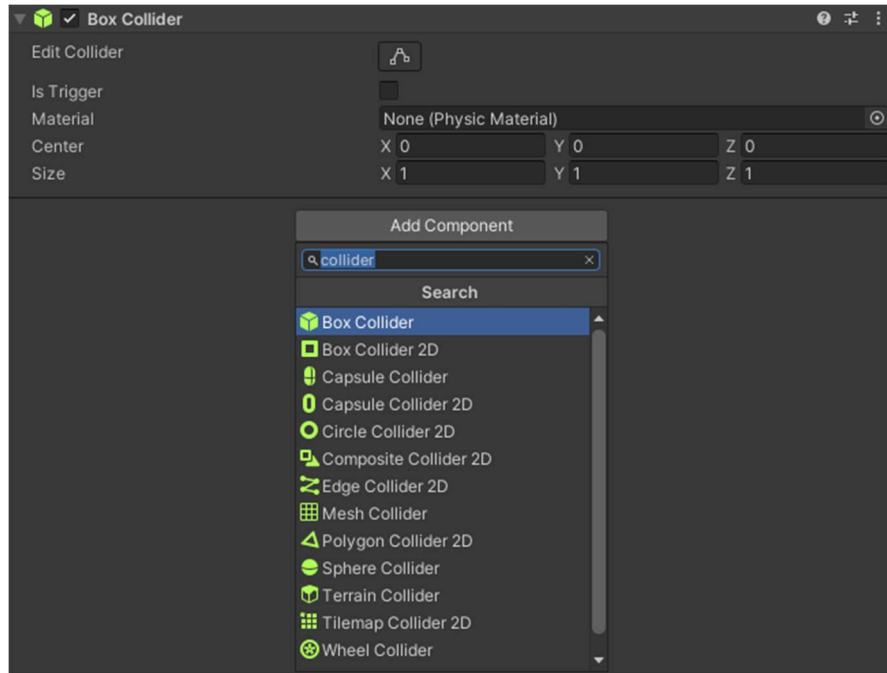 Box Collider
Edit Collider
Is Trigger
Material None (Physic Material)
Center X 0 Y 0 Z 0
Size X 1 Y 1 Z 1
Add Component
collider
Search
Box Collider
Box Collider 2D
Capsule Collider
Capsule Collider 2D
Circle Collider 2D
Composite Collider 2D
Edge Collider 2D
Mesh Collider
Polygon Collider 2D
Sphere Collider
Terrain Collider
Tilemap Collider 2D
Wheel Collider